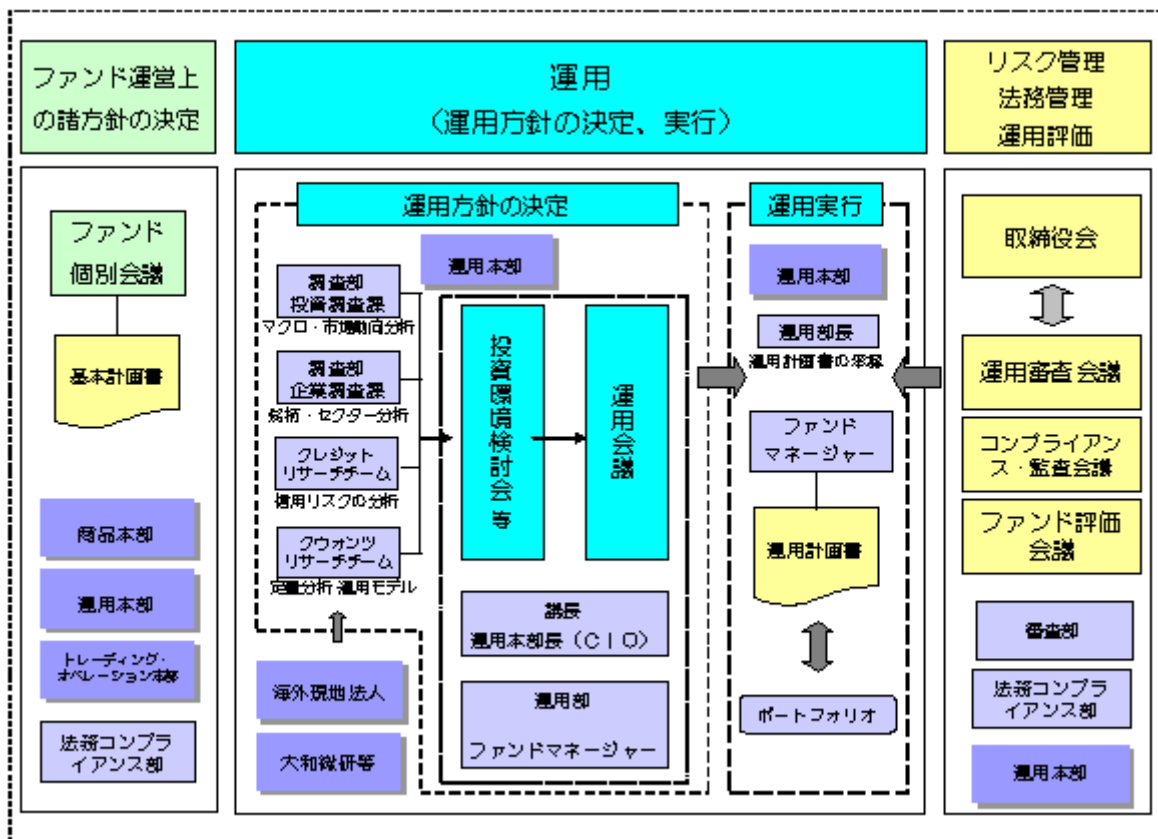 ファンド運営上
の諸方針の決定
運用
（運用方針の決定、実行）
リスク管理
法務管理
運用評価
ファンド
個別会議
基本計画書
商品本部
運用本部
トレーディング・
オペレーション本部
法務コンプラ
イアンス部
運用方針の決定
運用本部
調査部
投資調査課
マクロ・市場動向分析
調査部
企業調査課
銘柄・セクター分析
クレジット
リサーチチーム
信用リスクの分析
クウォンツ
リサーチチーム
定量分析 運用モデル
海外現地法人
大和総研等
投資環境検討会 等
運用会議
議長
運用本部長（ＣＩＯ）
運用部
ファンドマネージャー
運用実行
運用本部
運用部長
運用計画書の承認
ファンド
マネージャー
運用計画書
ポートフォリオ
取締役会
運用審査会議
コンプライアン
ス・監査会議
ファンド評価
会議
審査部
法務コンプラ
イアンス部
運用本部